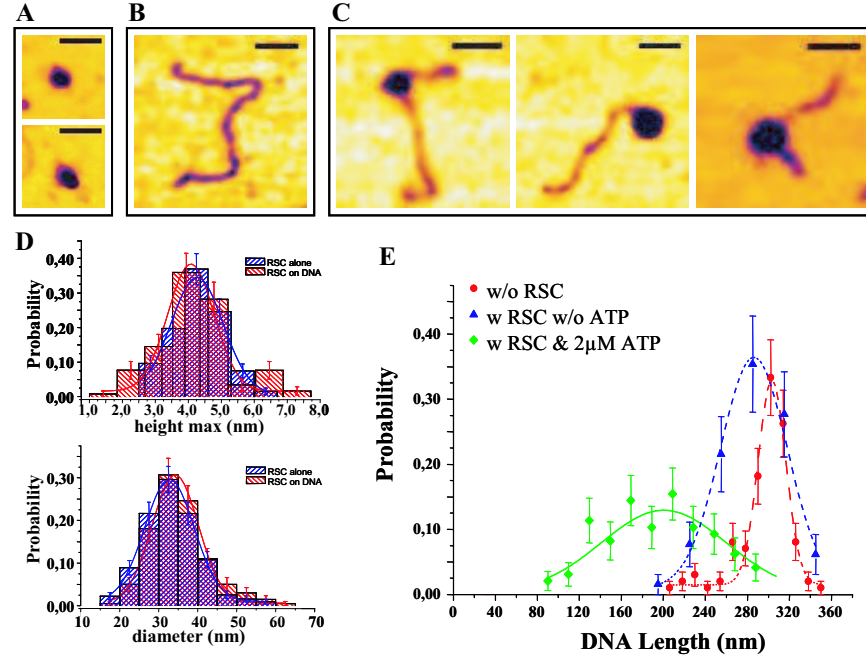 A
B
C
D
Probability
0,40
0,30
0,20
0,10
0,00
RSC alone
RSC on DNA
1,0 2,0 3,0 4,0 5,0 6,0 7,0 8,0
height max (nm)
Probability
0,30
0,20
0,10
0,00
RSC alone
RSC on DNA
10 20 30 40 50 60 70
diameter (nm)
E
w/o RSC
w RSC w/o ATP
w RSC & 2µM ATP
Probability
0,40
0,30
0,20
0,10
0,00
0 40 80 120 160 200 240 280 320 360
DNA Length (nm)